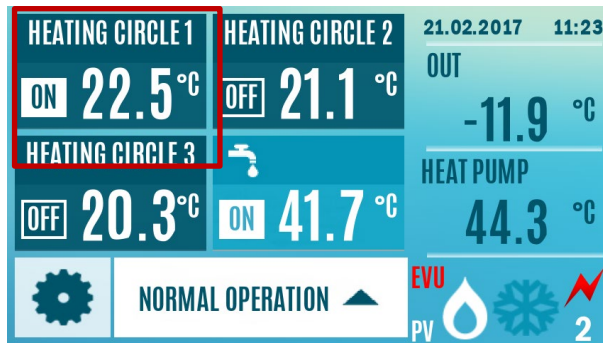 HEATING CIRCLE 1
ON 22.5°C
HEATING CIRCLE 2
OFF 21.1 °C
HEATING CIRCLE 3
OFF 20.3°C
ON 41.7 °C
21.02.2017 11:23
OUT
-11.9 °C
HEAT PUMP
44.3 °C
NORMAL OPERATION
EVU
PV
2